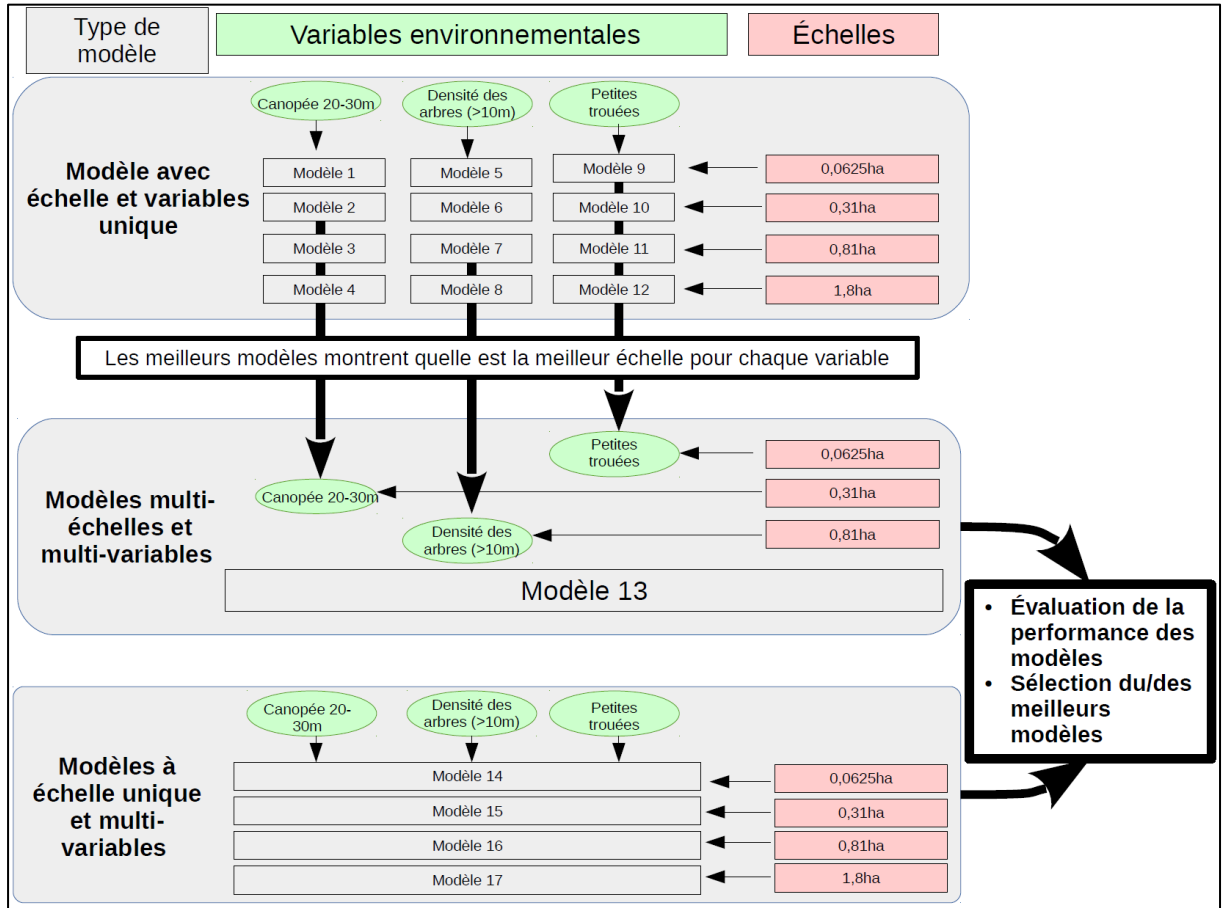 Type de
modèle
Variables environnementales
Échelles
Canopée 20-30m
Densité des
arbres (>10m)
Petites
trouées
Modèle avec
échelle et variables
unique
Modèle 1
Modèle 5
Modèle 9
0,0625ha
Modèle 2
Modèle 6
Modèle 10
0,31ha
Modèle 3
Modèle 7
Modèle 11
0,81ha
Modèle 4
Modèle 8
Modèle 12
1,8ha
Les meilleurs modèles montrent quelle est la meilleur échelle pour chaque variable
Modèles multi-
échelles et
multi-variables
Petites
trouées
0,0625ha
Canopée 20-30m
0,31ha
Densité des
arbres (>10m)
0,81ha
Modèle 13
• Évaluation de la
performance des
modèles
• Sélection du/des
meilleurs
modèles
Modèles à
échelle unique
et multi-
variables
Canopée 20-
30m
Densité des
arbres (>10m)
Petites
trouées
Modèle 14
0,0625ha
Modèle 15
0,31ha
Modèle 16
0,81ha
Modèle 17
1,8ha